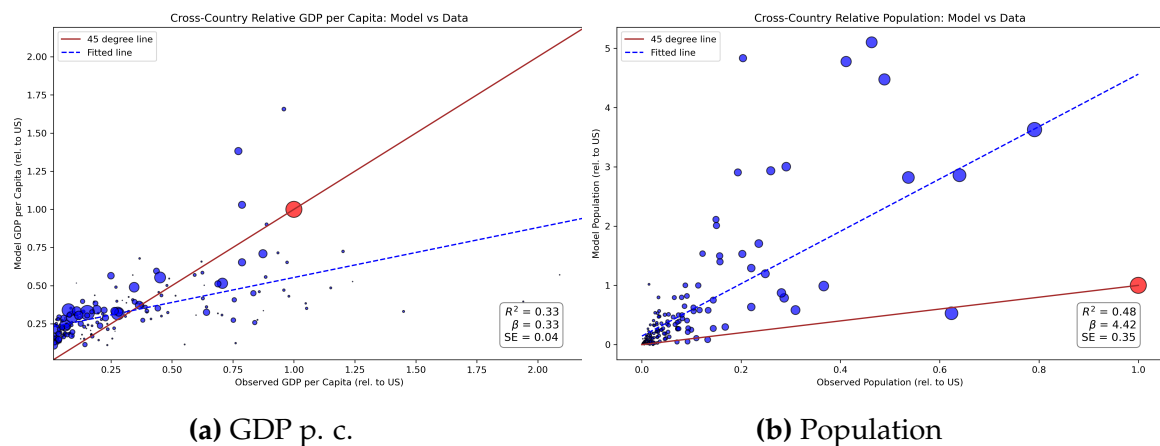 Cross-Country Relative GDP per Capita: Model vs Data
45 degree line
Fitted line
2.00
1.75
1.50
1.25
1.00
0.75
0.50
0.25
Model GDP per Capita (rel. to US)
R² = 0.33
β = 0.33
SE = 0.04
0.25 0.50 0.75 1.00 1.25 1.50 1.75 2.00
Observed GDP per Capita (rel. to US)
(a) GDP p. c.
Cross-Country Relative Population: Model vs Data
45 degree line
Fitted line
5
4
3
2
1
0
Model Population (rel. to US)
R² = 0.48
β = 4.42
SE = 0.35
0.0 0.2 0.4 0.6 0.8 1.0
Observed Population (rel. to US)
(b) Population